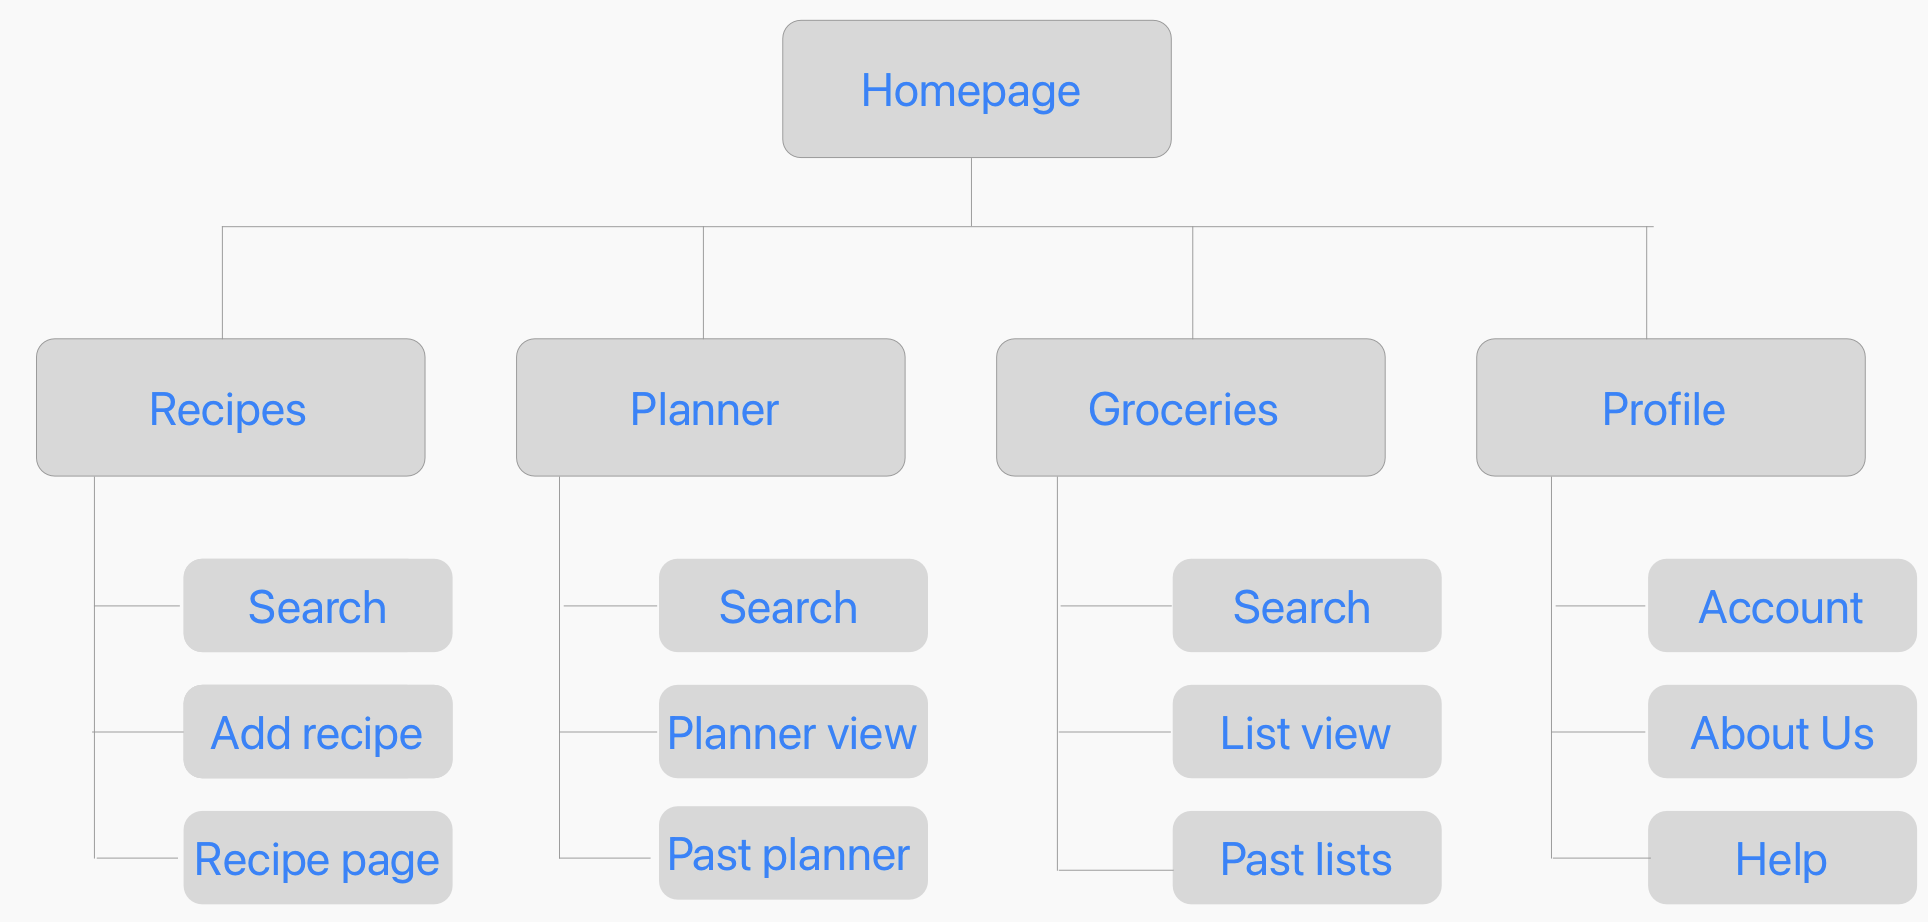 Homepage
Recipes
Planner
Groceries
Profile
Search
Search
Search
Account
Add recipe
Planner view
List view
About Us
Recipe page
Past planner
Past lists
Help